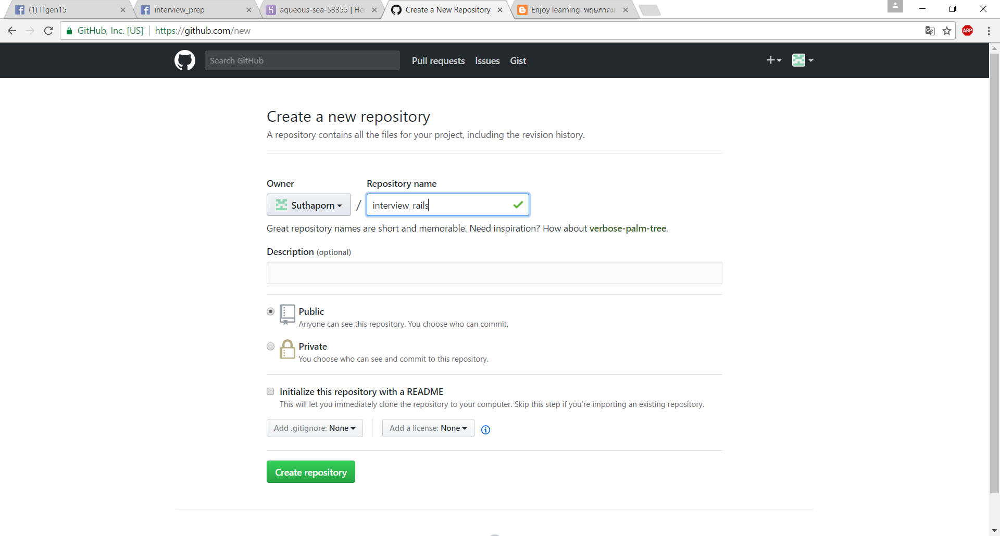 (1) ITgen15
interview_prep
aqueous-sea-53355 | He
Create a New Repository
Enjoy learning: พฤษภาคม
GitHub, Inc. [US]
https://github.com/new
ABP
Search GitHub
Pull requests
Issues
Gist
Create a new repository
A repository contains all the files for your project, including the revision history.
Owner
Repository name
Suthaporn
/
interview_rails
Great repository names are short and memorable. Need inspiration? How about verbose-palm-tree.
Description (optional)
Public
Anyone can see this repository. You choose who can commit.
Private
You choose who can see and commit to this repository.
Initialize this repository with a README
This will let you immediately clone the repository to your computer. Skip this step if you’re importing an existing repository.
Add .gitignore: None
Add a license: None
Create repository